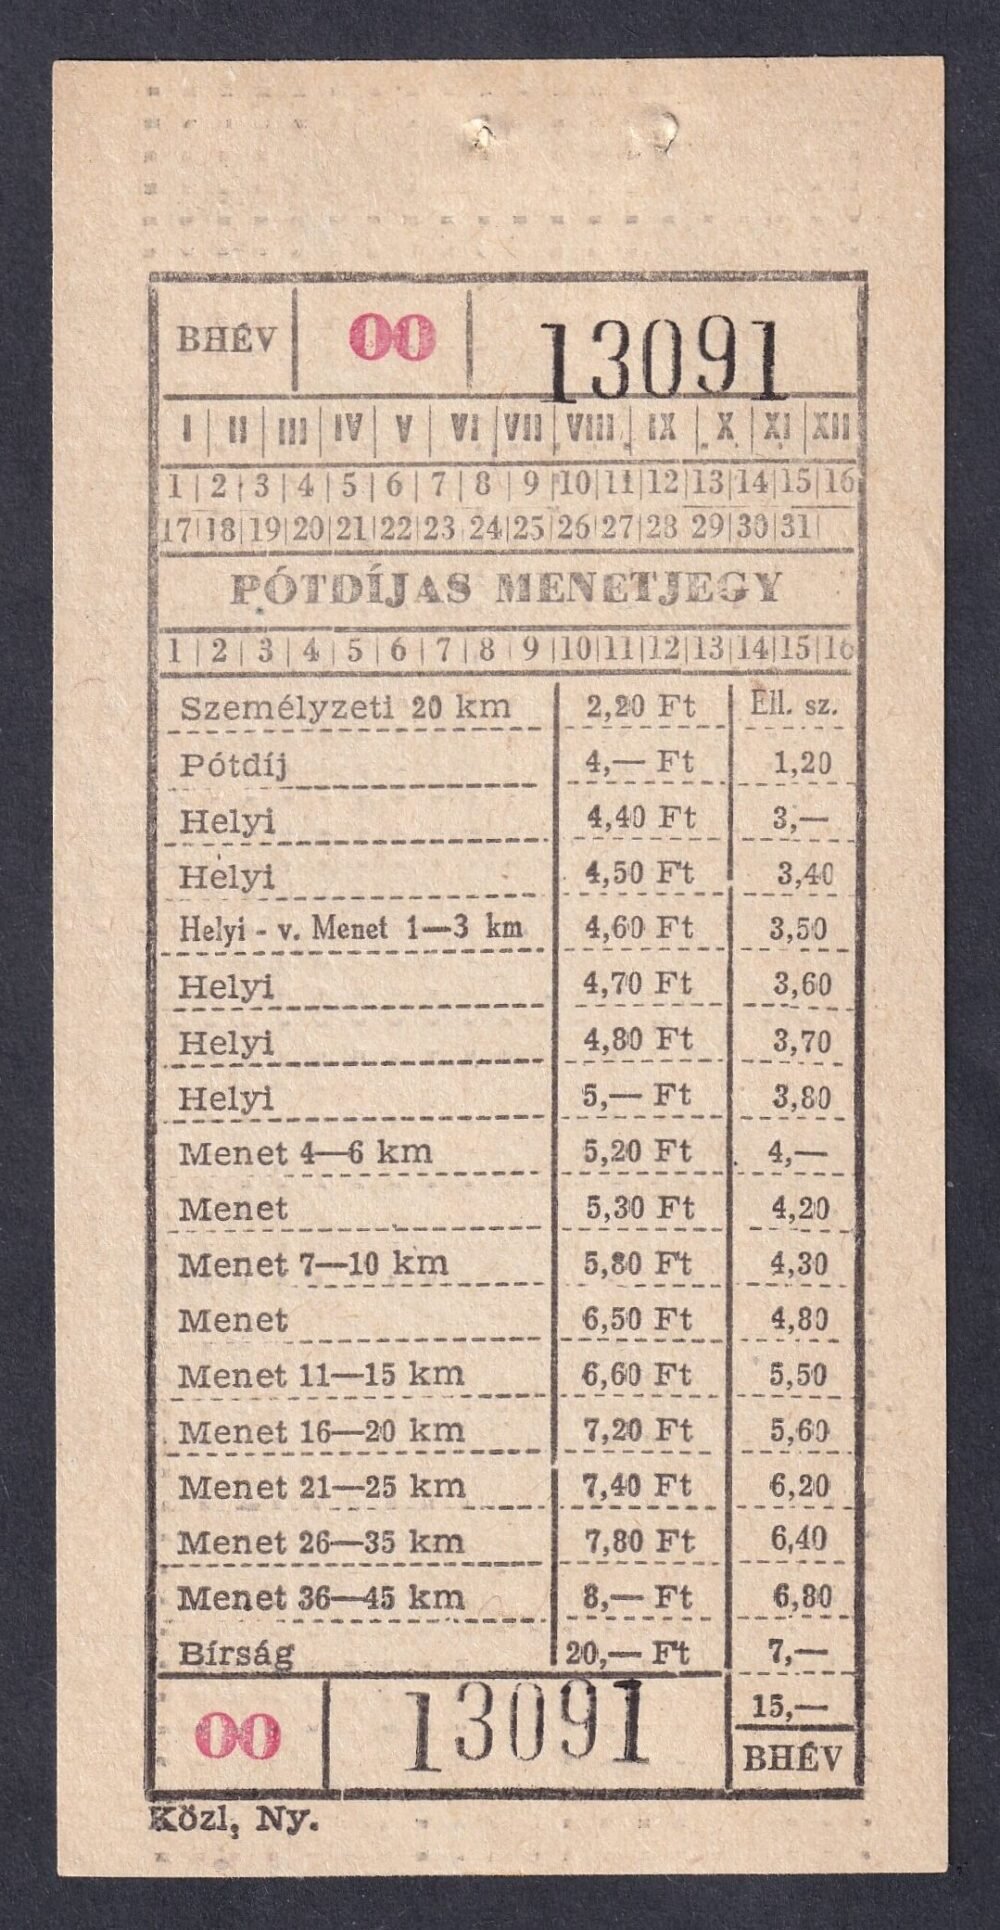 BHÉV 00 13091
I II III IV V VI VII VIII IX X XI XII
1 2 3 4 5 6 7 8 9 10 11 12 13 14 15 16
17 18 19 20 21 22 23 24 25 26 27 28 29 30 31
PÓTDÍJAS MENETJEGY
1 2 3 4 5 6 7 8 9 10 11 12 13 14 15 16
Személyzeti 20 km 2,20 Ft Ell. sz.
Pótdíj 4,— Ft 1,20
Helyi 4,40 Ft 3,—
Helyi 4,50 Ft 3,40
Helyi - v. Menet 1—3 km 4,60 Ft 3,50
Helyi 4,70 Ft 3,60
Helyi 4,80 Ft 3,70
Helyi 5,— Ft 3,80
Menet 4—6 km 5,20 Ft 4,—
Menet 5,30 Ft 4,20
Menet 7—10 km 5,80 Ft 4,30
Menet 6,50 Ft 4,80
Menet 11—15 km 6,60 Ft 5,50
Menet 16—20 km 7,20 Ft 5,60
Menet 21—25 km 7,40 Ft 6,20
Menet 26—35 km 7,80 Ft 6,40
Menet 36—45 km 8,— Ft 6,80
Bírság 20,— Ft 7,—
15,—
00 13091 BHÉV
Közl. Ny.